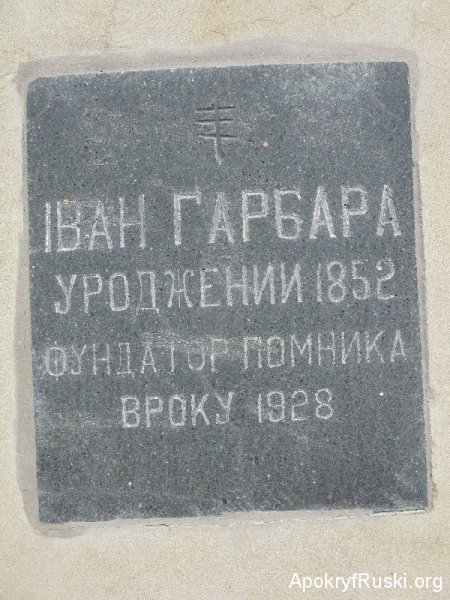 ІВАН ГАРБАРА
УРОДЖЕНИИ 1852
ФУНДАТОР ПОМНИКА
ВРОКУ 1928
ApokryfRuski.org